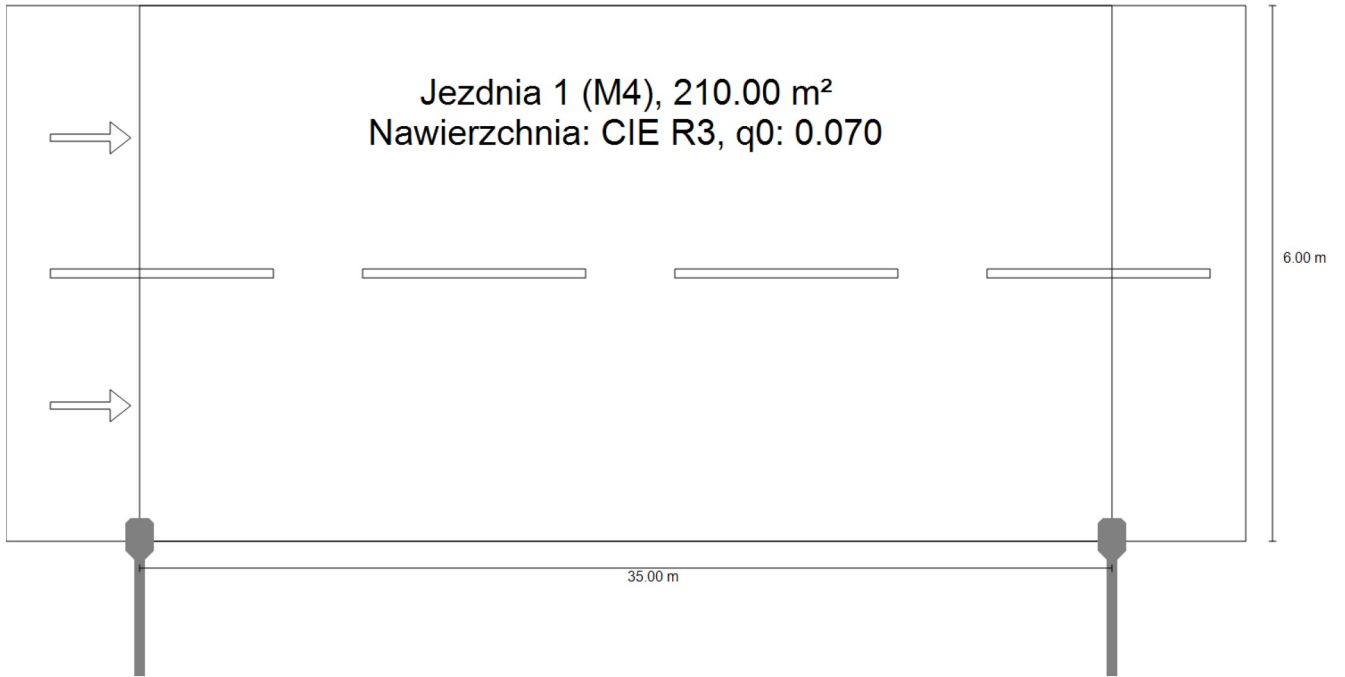 Jezdnia 1 (M4), 210.00 m²
Nawierzchnia: CIE R3, q0: 0.070
6.00 m
35.00 m